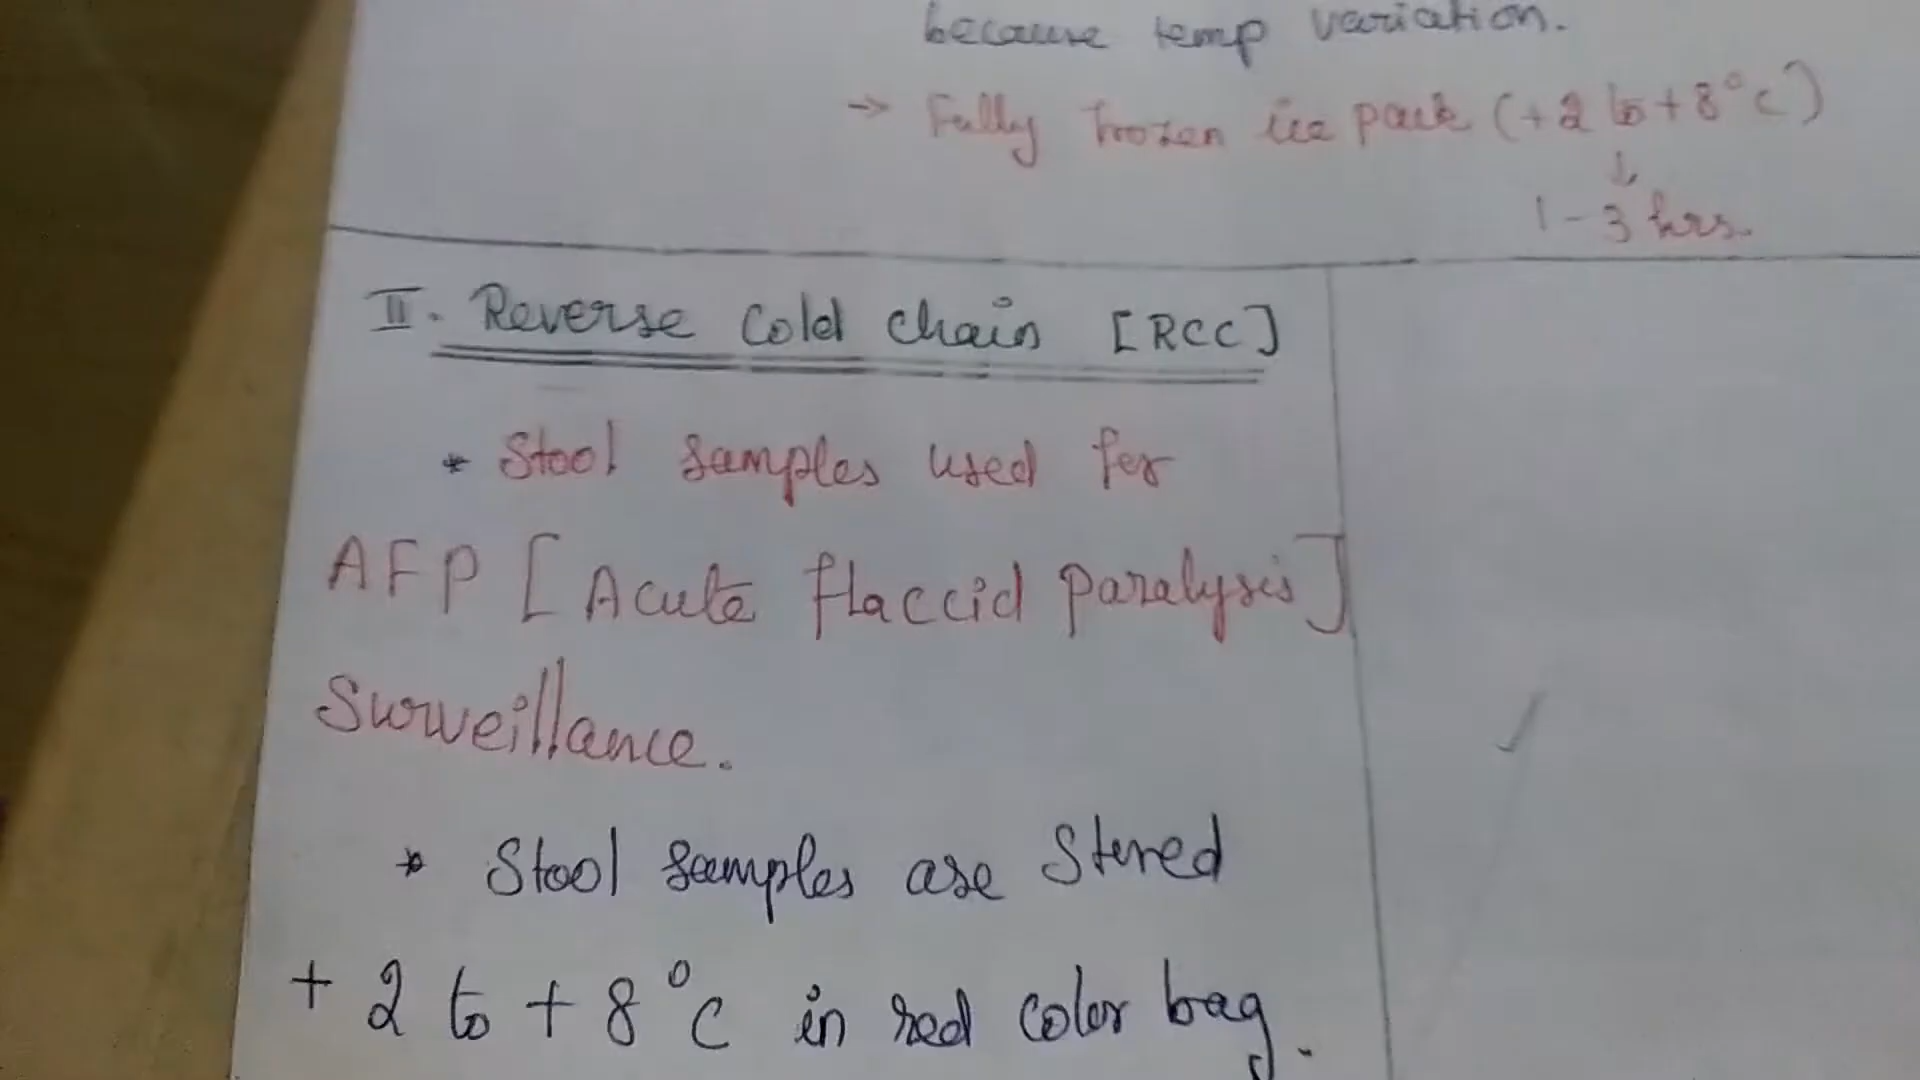 because temp variation.
→ Fully frozen ice pack (+2 to +8°C)
↓
1-3 hrs.
II. Reverse Cold Chain [RCC]
* Stool samples used for
AFP [Acute flaccid paralysis]
Surveillance.
* Stool samples are Stored
+2 to +8°C in red color bag.